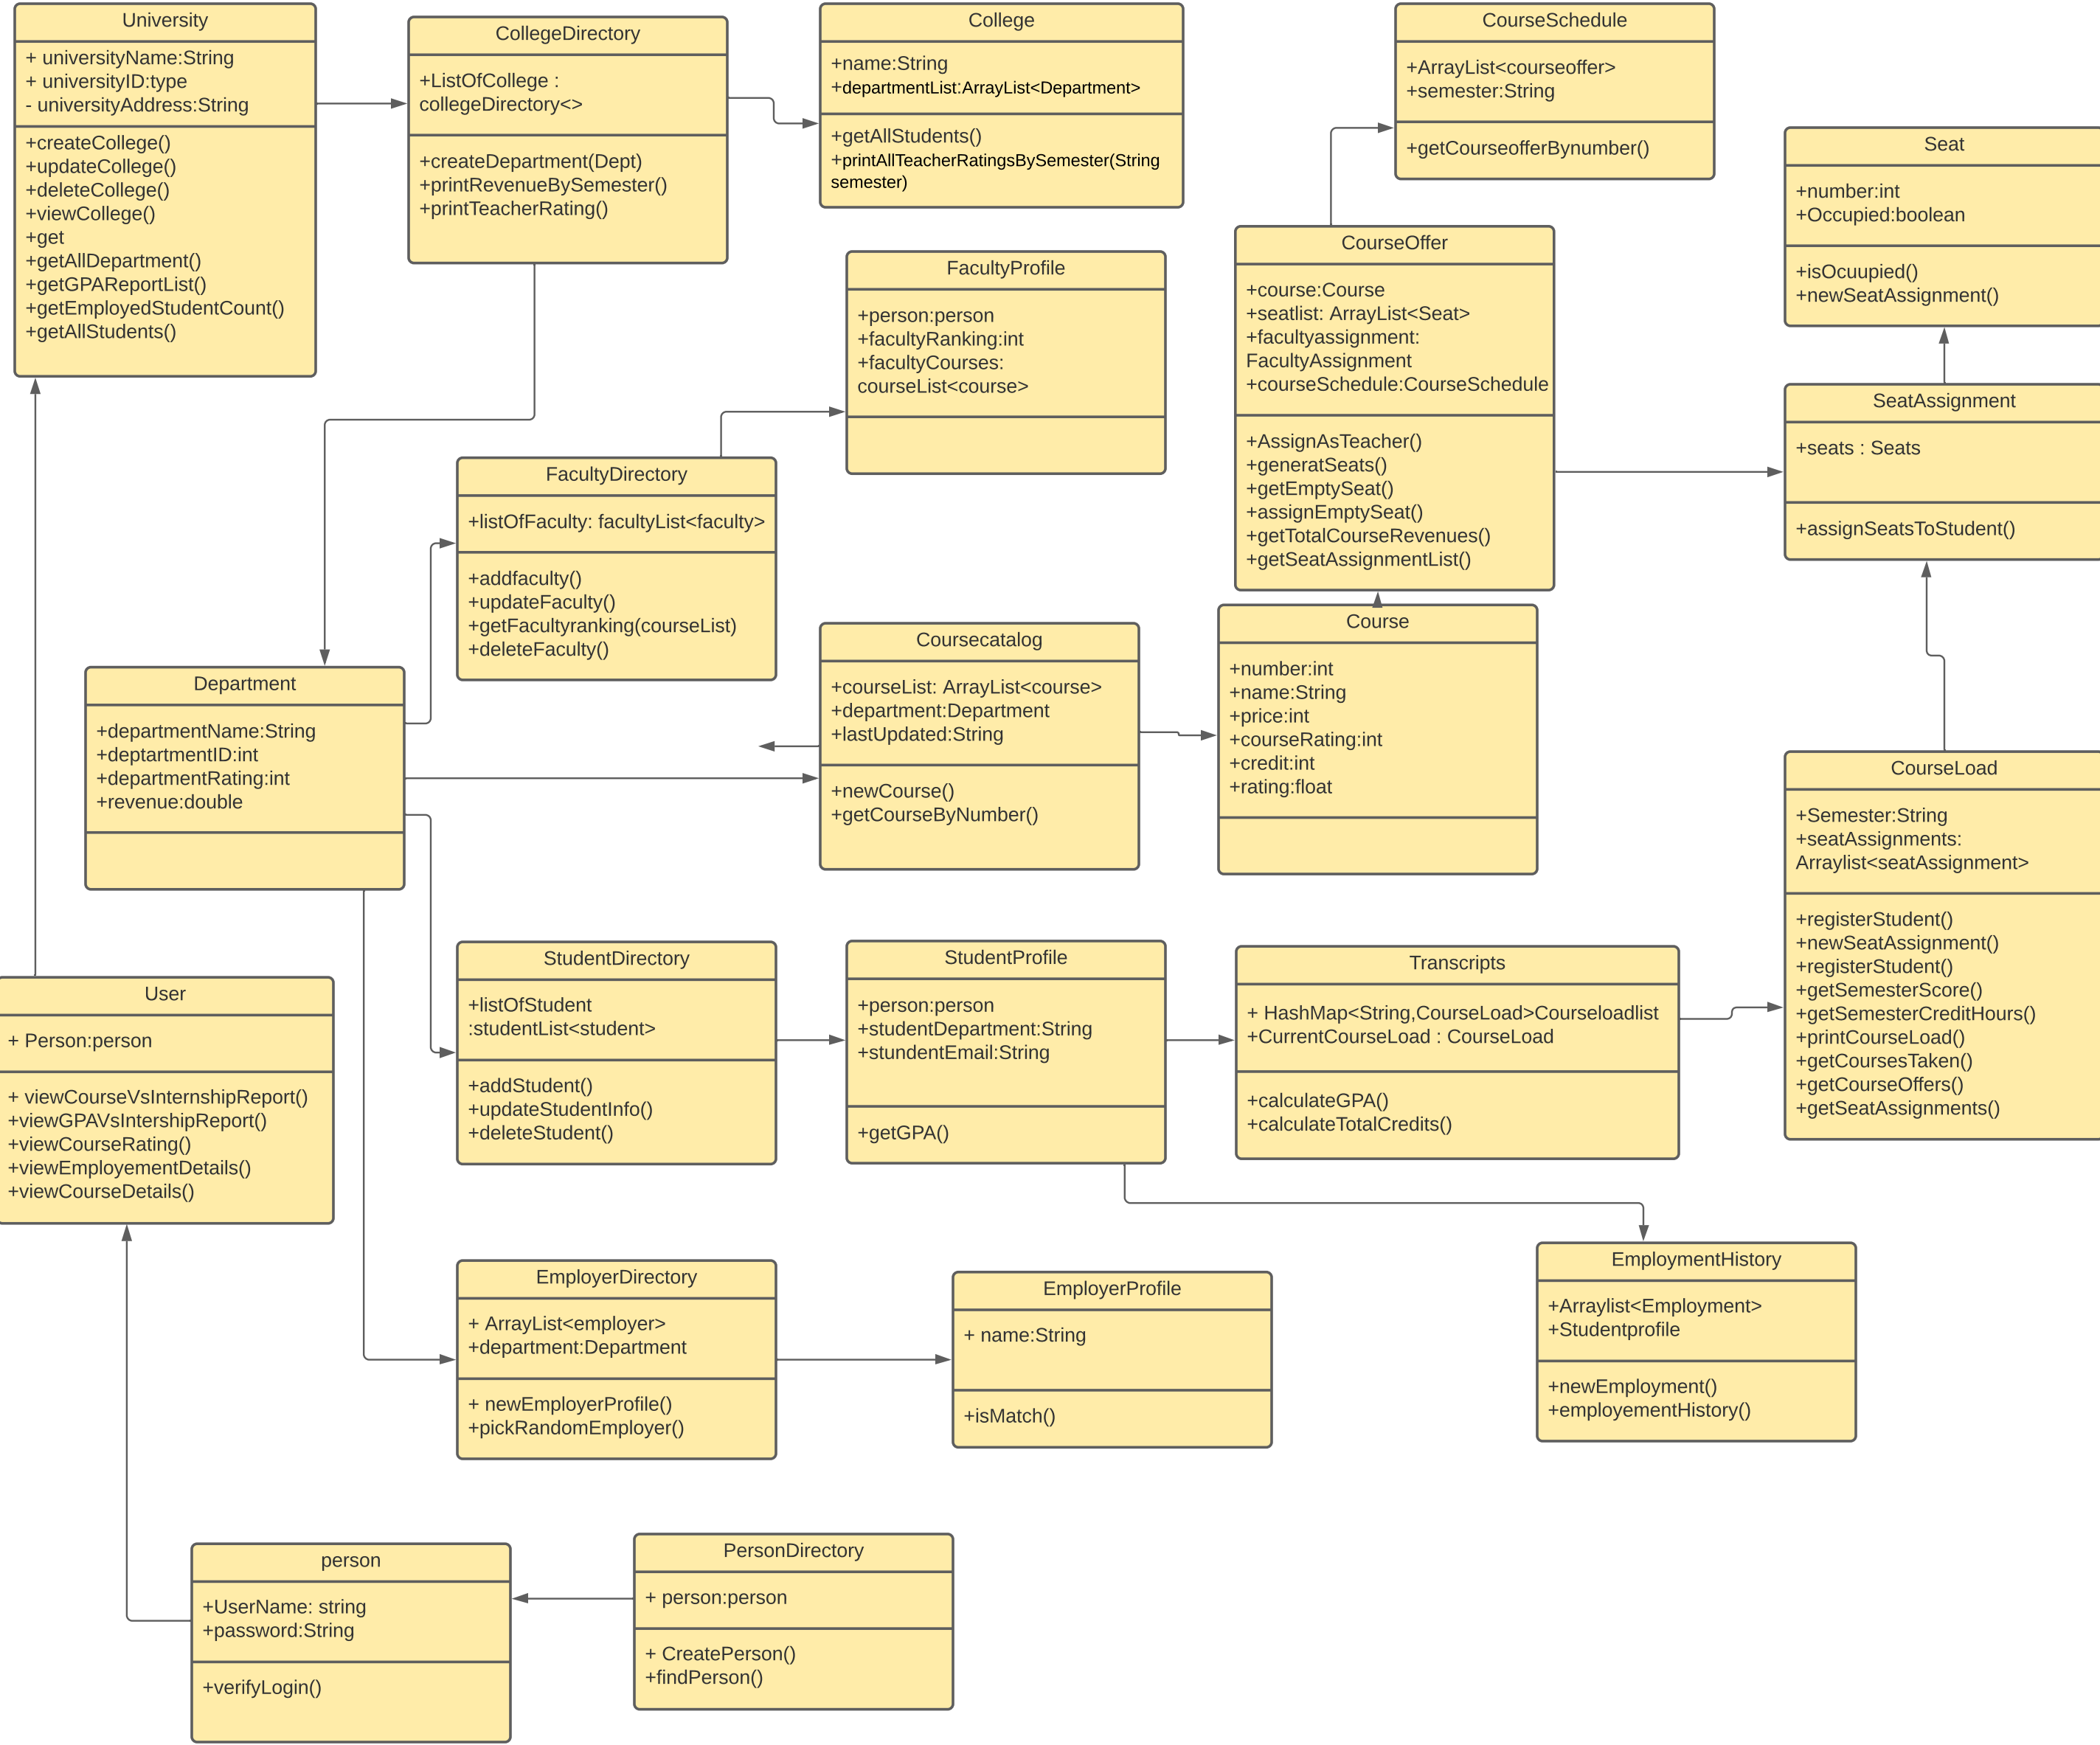 University
+ universityName:String
+ universityID:type
- universityAddress:String
+createCollege()
+updateCollege()
+deleteCollege()
+viewCollege()
+get
+getAllDepartment()
+getGPAReportList()
+getEmployedStudentCount()
+getAllStudents()
CollegeDirectory
+ListOfCollege :
collegeDirectory<>
+createDepartment(Dept)
+printRevenueBySemester()
+printTeacherRating()
College
+name:String
+departmentList:ArrayList<Department>
+getAllStudents()
+printAllTeacherRatingsBySemester(String
semester)
CourseSchedule
+ArrayList<courseoffer>
+semester:String
+getCourseofferBynumber()
Seat
+number:int
+Occupied:boolean
+isOcuupied()
+newSeatAssignment()
FacultyProfile
+person:person
+facultyRanking:int
+facultyCourses:
courseList<course>
CourseOffer
+course:Course
+seatlist: ArrayList<Seat>
+facultyassignment:
FacultyAssignment
+courseSchedule:CourseSchedule
+AssignAsTeacher()
+generatSeats()
+getEmptySeat()
+assignEmptySeat()
+getTotalCourseRevenues()
+getSeatAssignmentList()
SeatAssignment
+seats : Seats
+assignSeatsToStudent()
FacultyDirectory
+listOfFaculty: facultyList<faculty>
+addfaculty()
+updateFaculty()
+getFacultyranking(courseList)
+deleteFaculty()
Department
+departmentName:String
+deptartmentID:int
+departmentRating:int
+revenue:double
Coursecatalog
+courseList: ArrayList<course>
+department:Department
+lastUpdated:String
+newCourse()
+getCourseByNumber()
Course
+number:int
+name:String
+price:int
+courseRating:int
+credit:int
+rating:float
CourseLoad
+Semester:String
+seatAssignments:
Arraylist<seatAssignment>
+registerStudent()
+newSeatAssignment()
+registerStudent()
+getSemesterScore()
+getSemesterCreditHours()
+printCourseLoad()
+getCoursesTaken()
+getCourseOffers()
+getSeatAssignments()
User
+ Person:person
+ viewCourseVsInternshipReport()
+viewGPAVsIntershipReport()
+viewCourseRating()
+viewEmployementDetails()
+viewCourseDetails()
StudentDirectory
+listOfStudent
:studentList<student>
+addStudent()
+updateStudentInfo()
+deleteStudent()
StudentProfile
+person:person
+studentDepartment:String
+stundentEmail:String
+getGPA()
Transcripts
+ HashMap<String,CourseLoad>Courseloadlist
+CurrentCourseLoad : CourseLoad
+calculateGPA()
+calculateTotalCredits()
EmployerDirectory
+ ArrayList<employer>
+department:Department
+ newEmployerProfile()
+pickRandomEmployer()
EmployerProfile
+ name:String
+isMatch()
EmploymentHistory
+Arraylist<Employment>
+Studentprofile
+newEmployment()
+employementHistory()
person
+UserName: string
+password:String
+verifyLogin()
PersonDirectory
+ person:person
+ CreatePerson()
+findPerson()